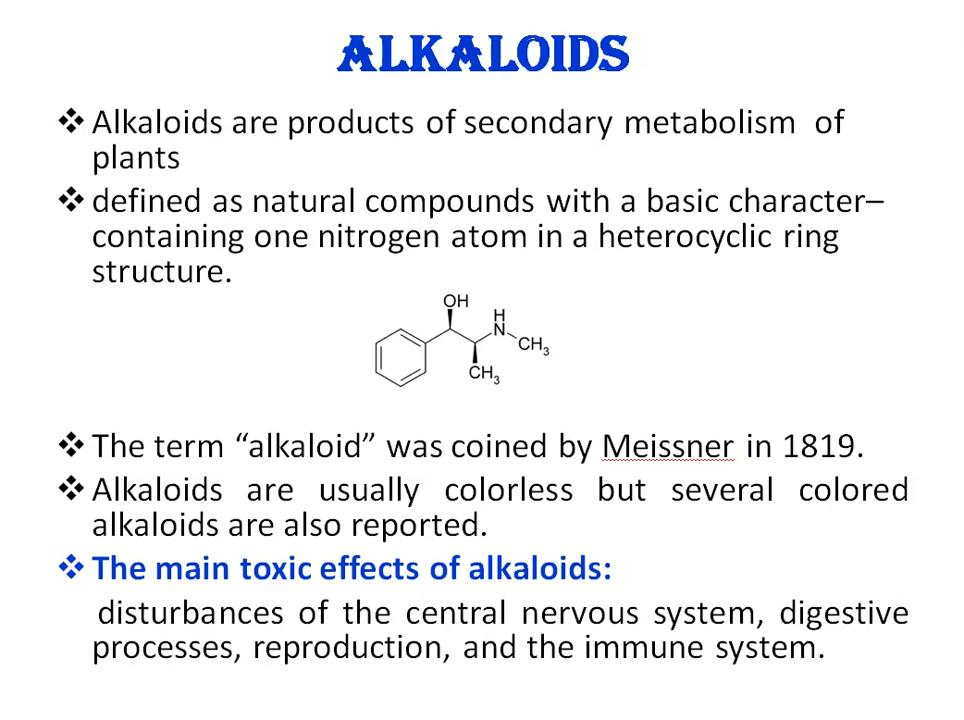 ALKALOIDS
❖ Alkaloids are products of secondary metabolism of
plants
❖ defined as natural compounds with a basic character–
containing one nitrogen atom in a heterocyclic ring
structure.
OH
H
N
CH3
CH3
❖ The term “alkaloid” was coined by Meissner in 1819.
❖ Alkaloids are usually colorless but several colored
alkaloids are also reported.
❖ The main toxic effects of alkaloids:
disturbances of the central nervous system, digestive
processes, reproduction, and the immune system.